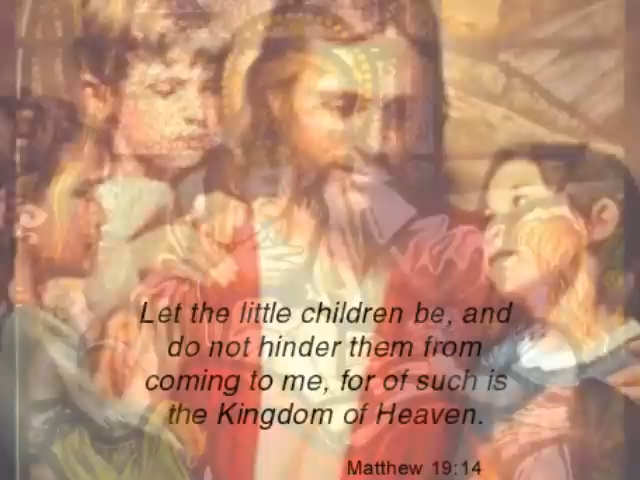 Let the little children be, and
do not hinder them from
coming to me, for of such is
the Kingdom of Heaven.
Matthew 19:14